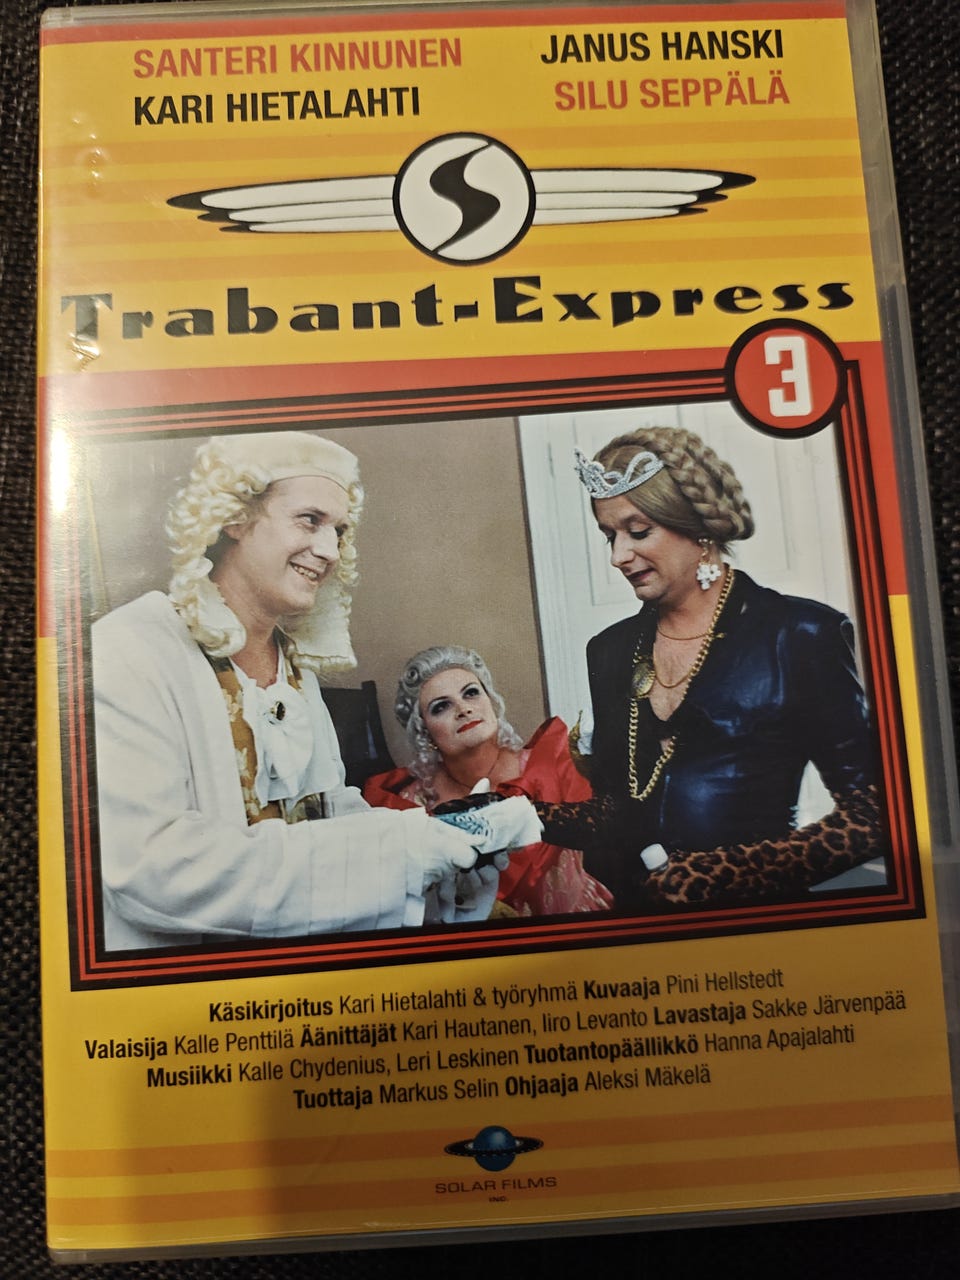 SANTERI KINNUNEN JANUS HANSKI
KARI HIETALAHTI SILU SEPPÄLÄ
S
Trabant-Express
3
Käsikirjoitus Kari Hietalahti & työryhmä Kuvaaja Pini Hellstedt
Valaisija Kalle Penttilä Äänittäjät Kari Hautanen, Iiro Levanto Lavastaja Sakke Järvenpää
Musiikki Kalle Chydenius, Leri Leskinen Tuotantopäällikkö Hanna Apajalahti
Tuottaja Markus Selin Ohjaaja Aleksi Mäkelä
SOLAR FILMS
INC.